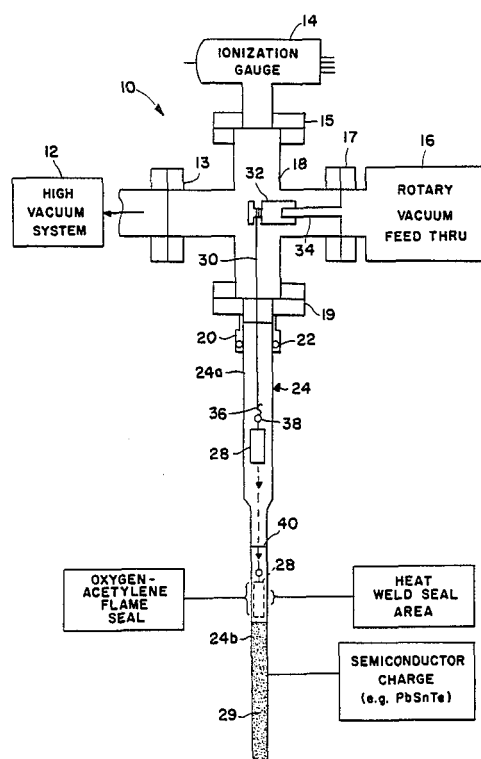 14
IONIZATION
GAUGE
10
15
12
13
18
17
16
HIGH
VACUUM
SYSTEM
32
ROTARY
VACUUM
FEED THRU
34
30
19
20
22
24a
24
36
38
28
40
28
OXYGEN-
ACETYLENE
FLAME
SEAL
HEAT
WELD SEAL
AREA
24b
SEMICONDUCTOR
CHARGE
(e.g. PbSnTe)
29